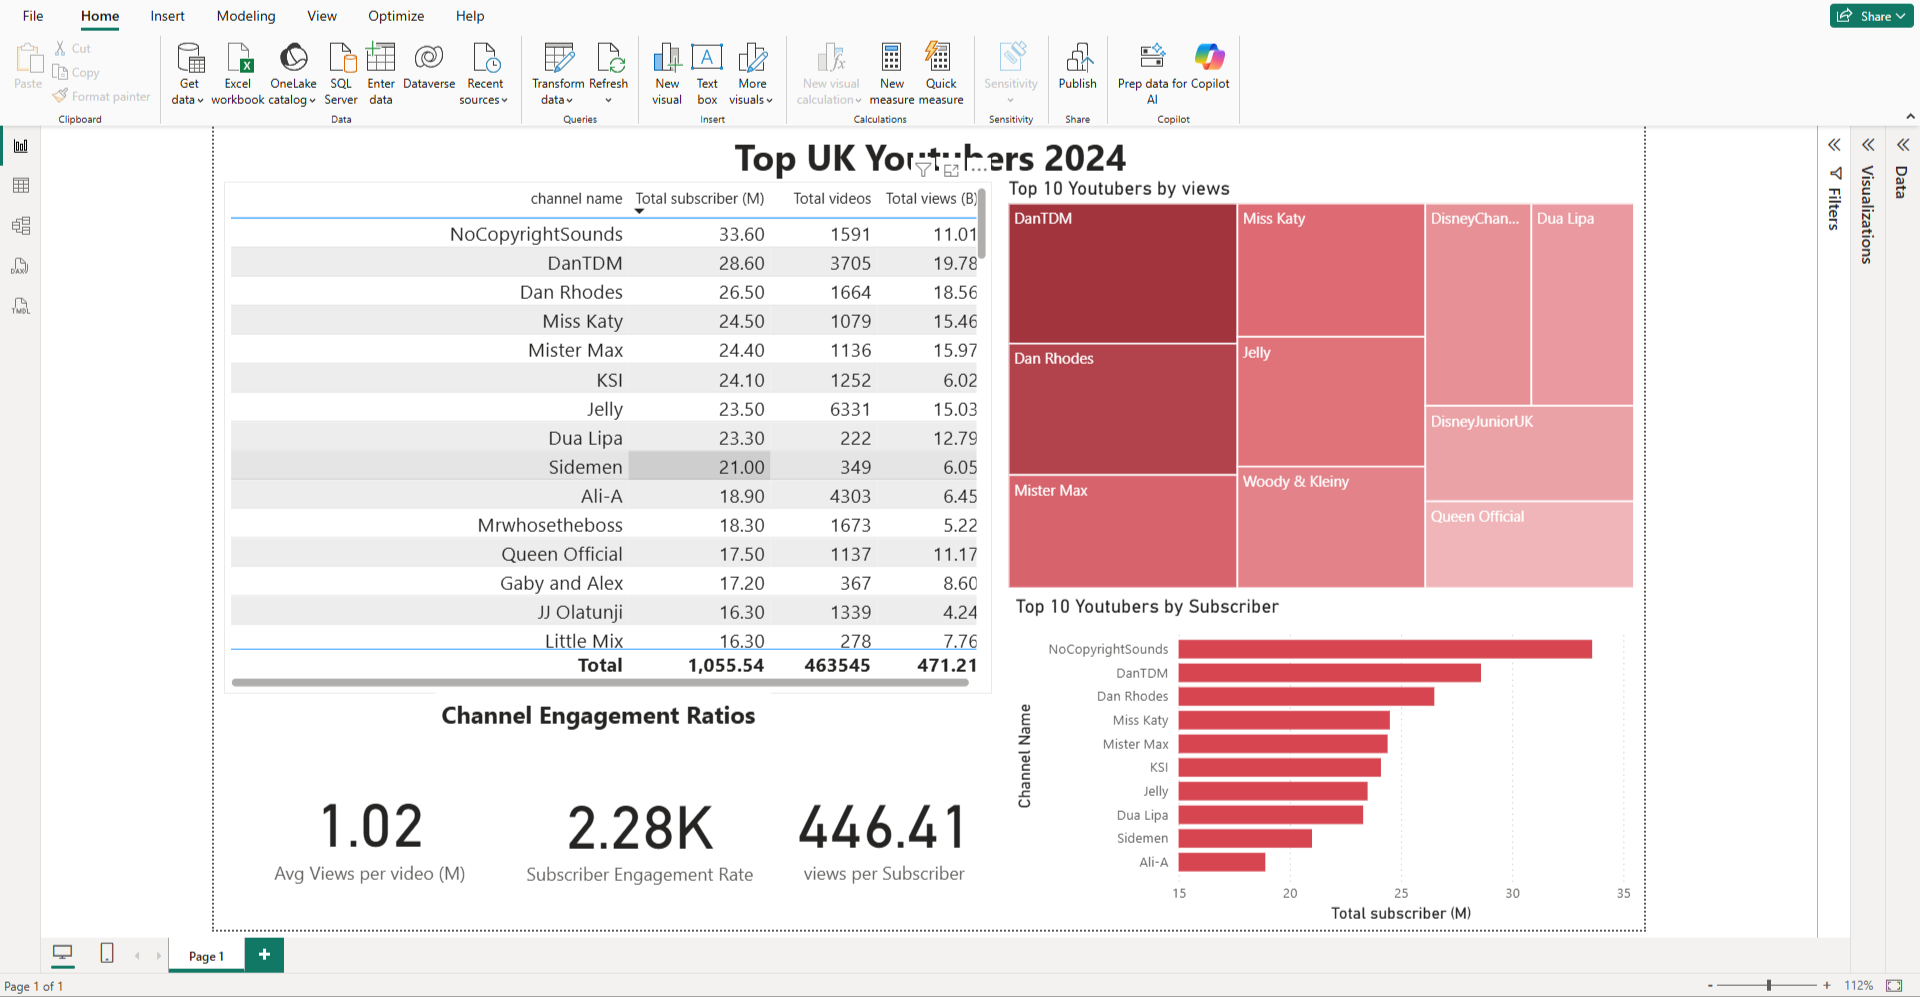 File Home Insert Modeling View Optimize Help Share
Paste
Cut
Copy
Format painter
Clipboard
Get data
Excel workbook
OneLake catalog
SQL Server
Enter data
Dataverse
Recent sources
Data
Transform data
Refresh
Queries
New visual
Text box
More visuals
Insert
New visual calculation
New measure
Quick measure
Calculations
Sensitivity
Sensitivity
Publish
Share
Prep data for AI
Copilot
Copilot
DAX
TMDL
Top UK Youtubers 2024
channel name Total subscriber (M) Total videos Total views (B)
NoCopyrightSounds 33.60 1591 11.01
DanTDM 28.60 3705 19.78
Dan Rhodes 26.50 1664 18.56
Miss Katy 24.50 1079 15.46
Mister Max 24.40 1136 15.97
KSI 24.10 1252 6.02
Jelly 23.50 6331 15.03
Dua Lipa 23.30 222 12.79
Sidemen 21.00 349 6.05
Ali-A 18.90 4303 6.45
Mrwhosetheboss 18.30 1673 5.22
Queen Official 17.50 1137 11.17
Gaby and Alex 17.20 367 8.60
JJ Olatunji 16.30 1339 4.24
Little Mix 16.30 278 7.76
Total 1,055.54 463545 471.21
Channel Engagement Ratios
1.02
Avg Views per video (M)
2.28K
Subscriber Engagement Rate
446.41
views per Subscriber
Top 10 Youtubers by views
DanTDM
Dan Rhodes
Mister Max
Miss Katy
Jelly
Woody & Kleiny
DisneyChan...
Dua Lipa
DisneyJuniorUK
Queen Official
Top 10 Youtubers by Subscriber
Channel Name
NoCopyrightSounds
DanTDM
Dan Rhodes
Miss Katy
Mister Max
KSI
Jelly
Dua Lipa
Sidemen
Ali-A
15 20 25 30 35
Total subscriber (M)
Filters
Visualizations
Data
Page 1
Page 1 of 1
- + 112%